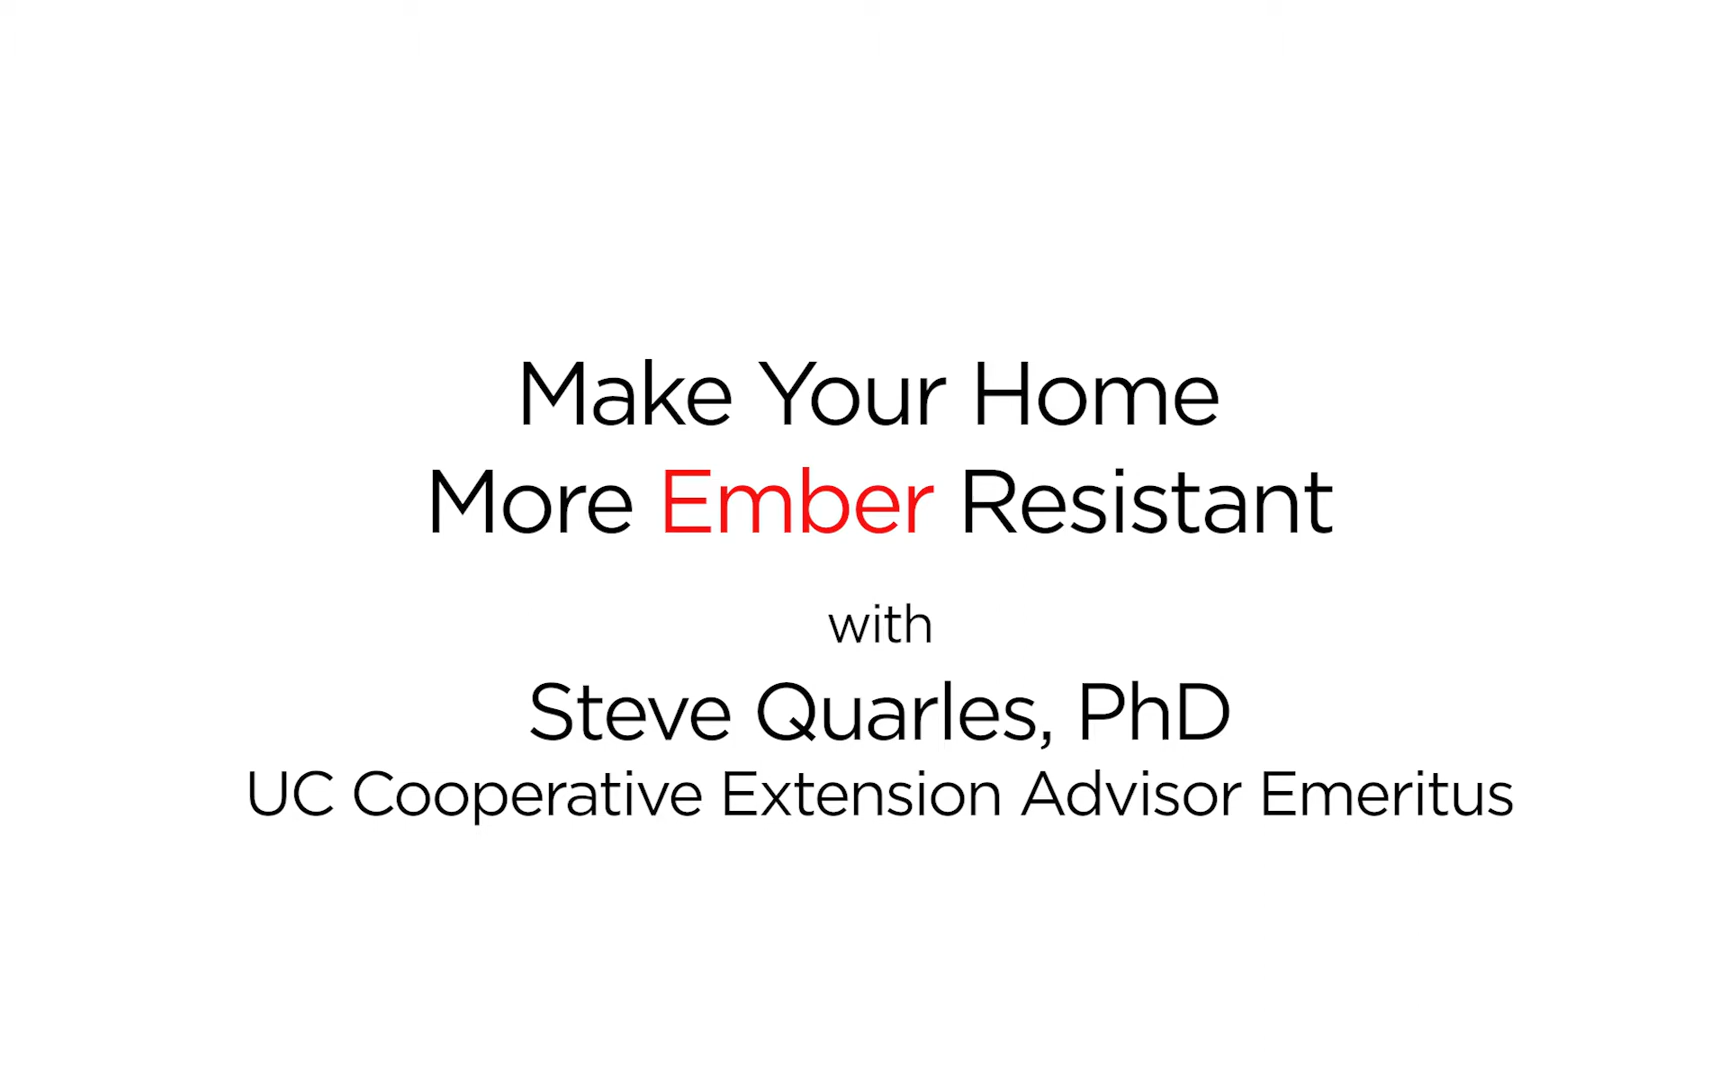 Make Your Home
More Ember Resistant
with
Steve Quarles, PhD
UC Cooperative Extension Advisor Emeritus